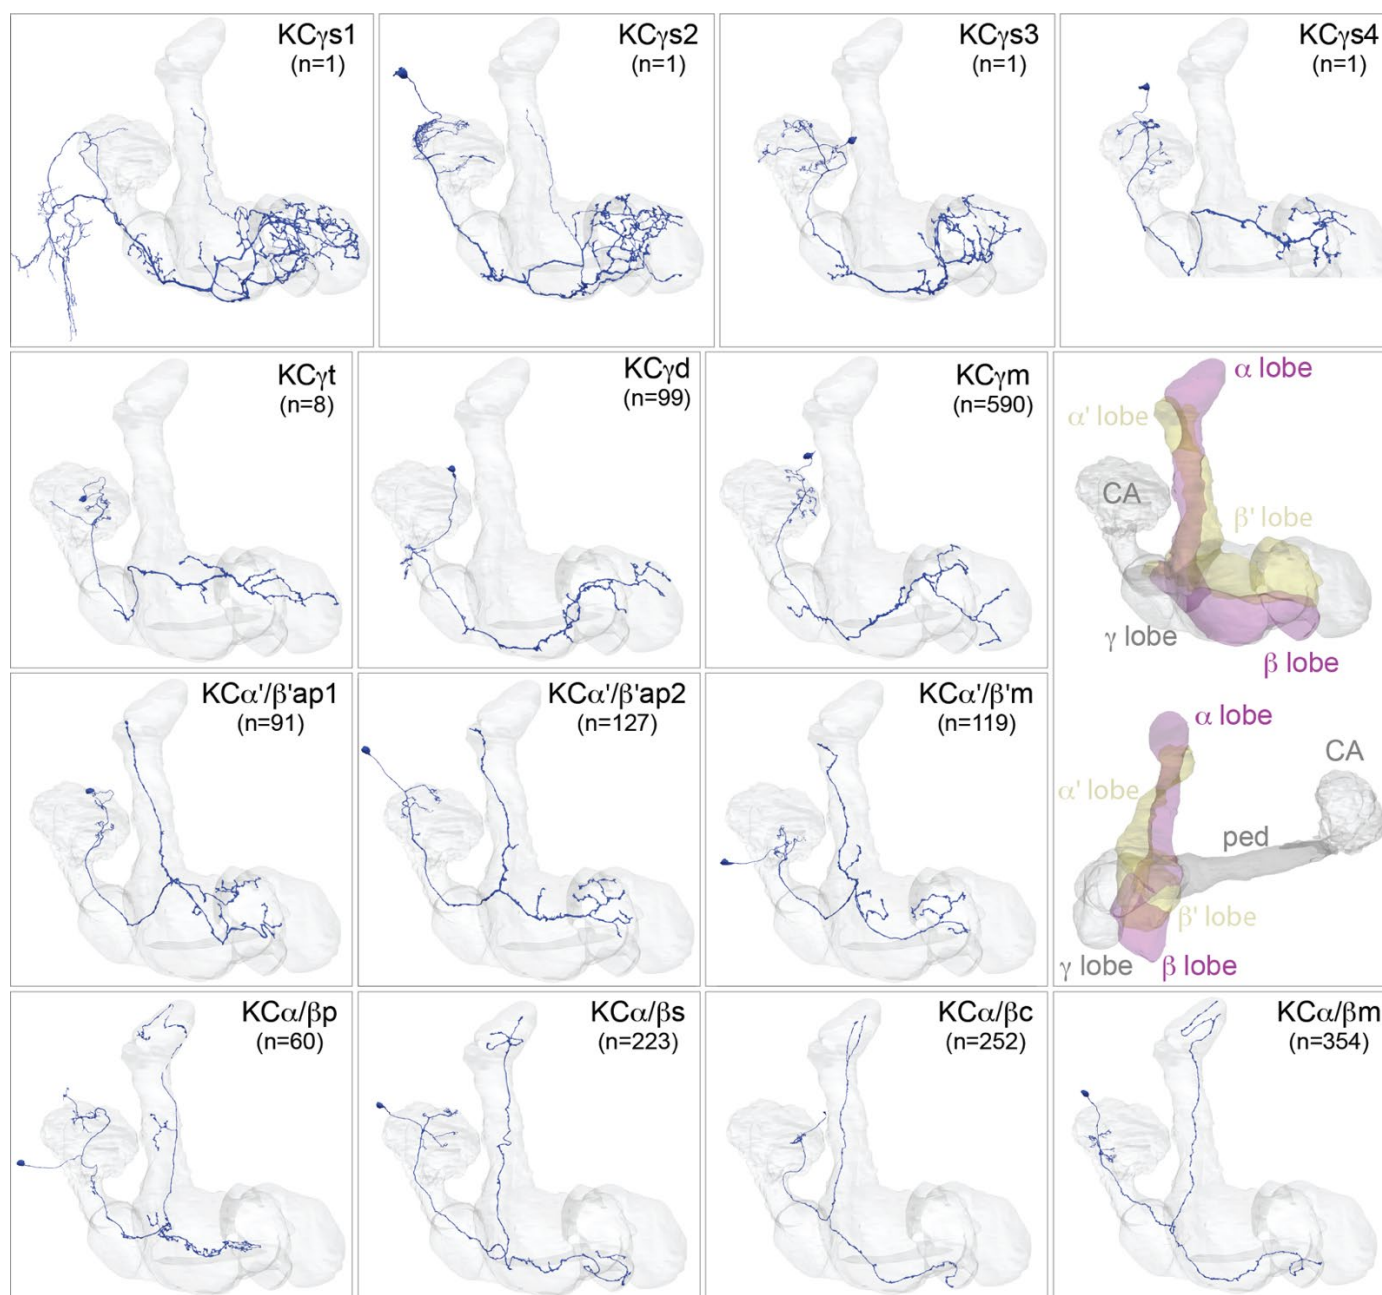 KCγs1
(n=1)
KCγs2
(n=1)
KCγs3
(n=1)
KCγs4
(n=1)
KCγt
(n=8)
KCγd
(n=99)
KCγm
(n=590)
α lobe
α' lobe
CA
β' lobe
γ lobe
β lobe
KCα'/β'ap1
(n=91)
KCα'/β'ap2
(n=127)
KCα'/β'm
(n=119)
α lobe
CA
α' lobe
ped
β' lobe
γ lobe
β lobe
KCα/βp
(n=60)
KCα/βs
(n=223)
KCα/βc
(n=252)
KCα/βm
(n=354)